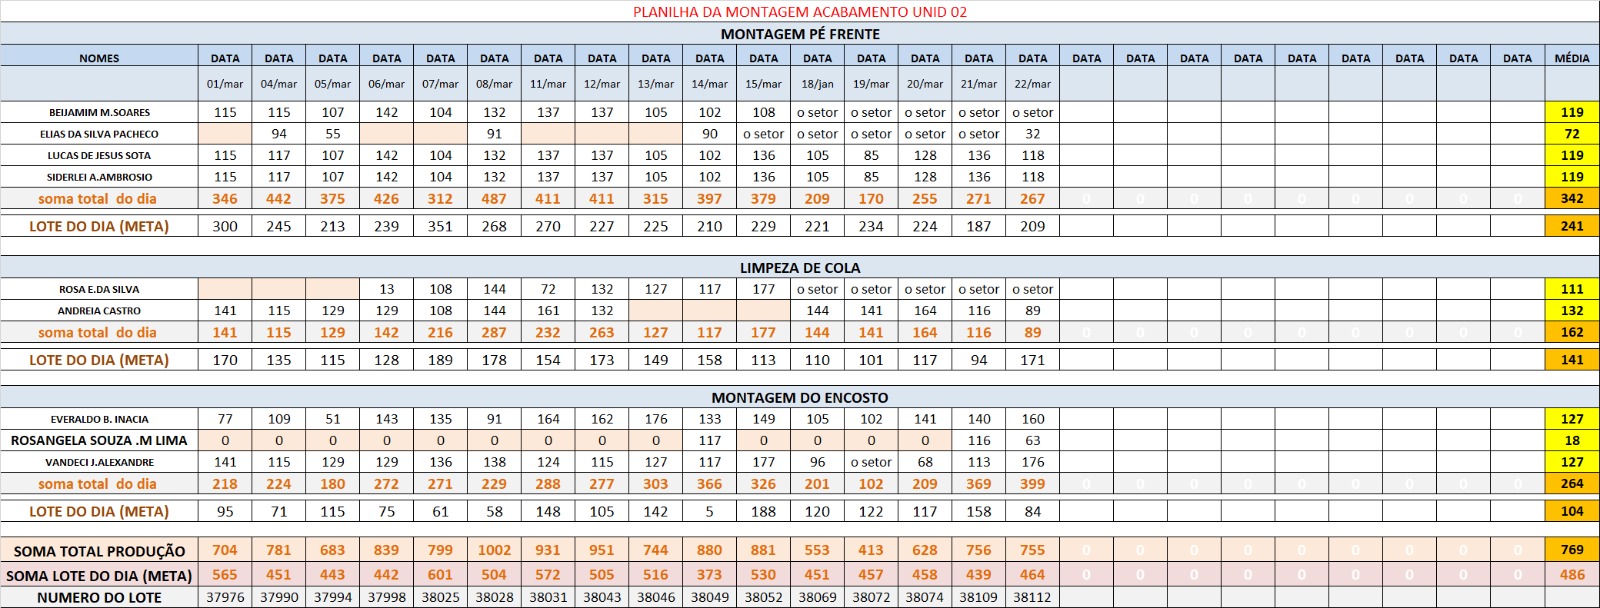 PLANILHA DA MONTAGEM ACABAMENTO UNID 02
MONTAGEM PÉ FRENTE
NOMES DATA DATA DATA DATA DATA DATA DATA DATA DATA DATA DATA DATA DATA DATA DATA DATA DATA DATA DATA DATA DATA DATA DATA DATA DATA MÉDIA
01/mar 04/mar 05/mar 06/mar 07/mar 08/mar 11/mar 12/mar 13/mar 14/mar 15/mar 18/jan 19/mar 20/mar 21/mar 22/mar
BEIJAMIM M.SOARES 115 115 107 142 104 132 137 137 105 102 108 o setor o setor o setor o setor o setor 119
ELIAS DA SILVA PACHECO 94 55 91 90 o setor o setor o setor o setor o setor 32 72
LUCAS DE JESUS SOTA 115 117 107 142 104 132 137 137 105 102 136 105 85 128 136 118 119
SIDERLEI A.AMBROSIO 115 117 107 142 104 132 137 137 105 102 136 105 85 128 136 118 119
soma total do dia 346 442 375 426 312 487 411 411 315 397 379 209 170 255 271 267 0 0 0 0 0 0 0 0 0 342
LOTE DO DIA (META) 300 245 213 239 351 268 270 227 225 210 229 221 234 224 187 209 241
LIMPEZA DE COLA
ROSA E.DA SILVA 13 108 144 72 132 127 117 177 o setor o setor o setor o setor o setor 111
ANDREIA CASTRO 141 115 129 129 108 144 161 132 144 141 164 116 89 132
soma total do dia 141 115 129 142 216 287 232 263 127 117 177 144 141 164 116 89 0 0 0 0 0 0 0 0 0 162
LOTE DO DIA (META) 170 135 115 128 189 178 154 173 149 158 113 110 101 117 94 171 141
MONTAGEM DO ENCOSTO
EVERALDO B. INACIA 77 109 51 143 135 91 164 162 176 133 149 105 102 141 140 160 127
ROSANGELA SOUZA .M LIMA 0 0 0 0 0 0 0 0 0 117 0 0 0 0 116 63 18
VANDECI J.ALEXANDRE 141 115 129 129 136 138 124 115 127 117 177 96 o setor 68 113 176 127
soma total do dia 218 224 180 272 271 229 288 277 303 366 326 201 102 209 369 399 0 0 0 0 0 0 0 0 0 264
LOTE DO DIA (META) 95 71 115 75 61 58 148 105 142 5 188 120 122 117 158 84 104
SOMA TOTAL PRODUÇÃO 704 781 683 839 799 1002 931 951 744 880 881 553 413 628 756 755 0 0 0 0 0 0 0 0 0 769
SOMA LOTE DO DIA (META) 565 451 443 442 601 504 572 505 516 373 530 451 457 458 439 464 0 0 0 0 0 0 0 0 0 486
NUMERO DO LOTE 37976 37990 37994 37998 38025 38028 38031 38043 38046 38049 38052 38069 38072 38074 38109 38112